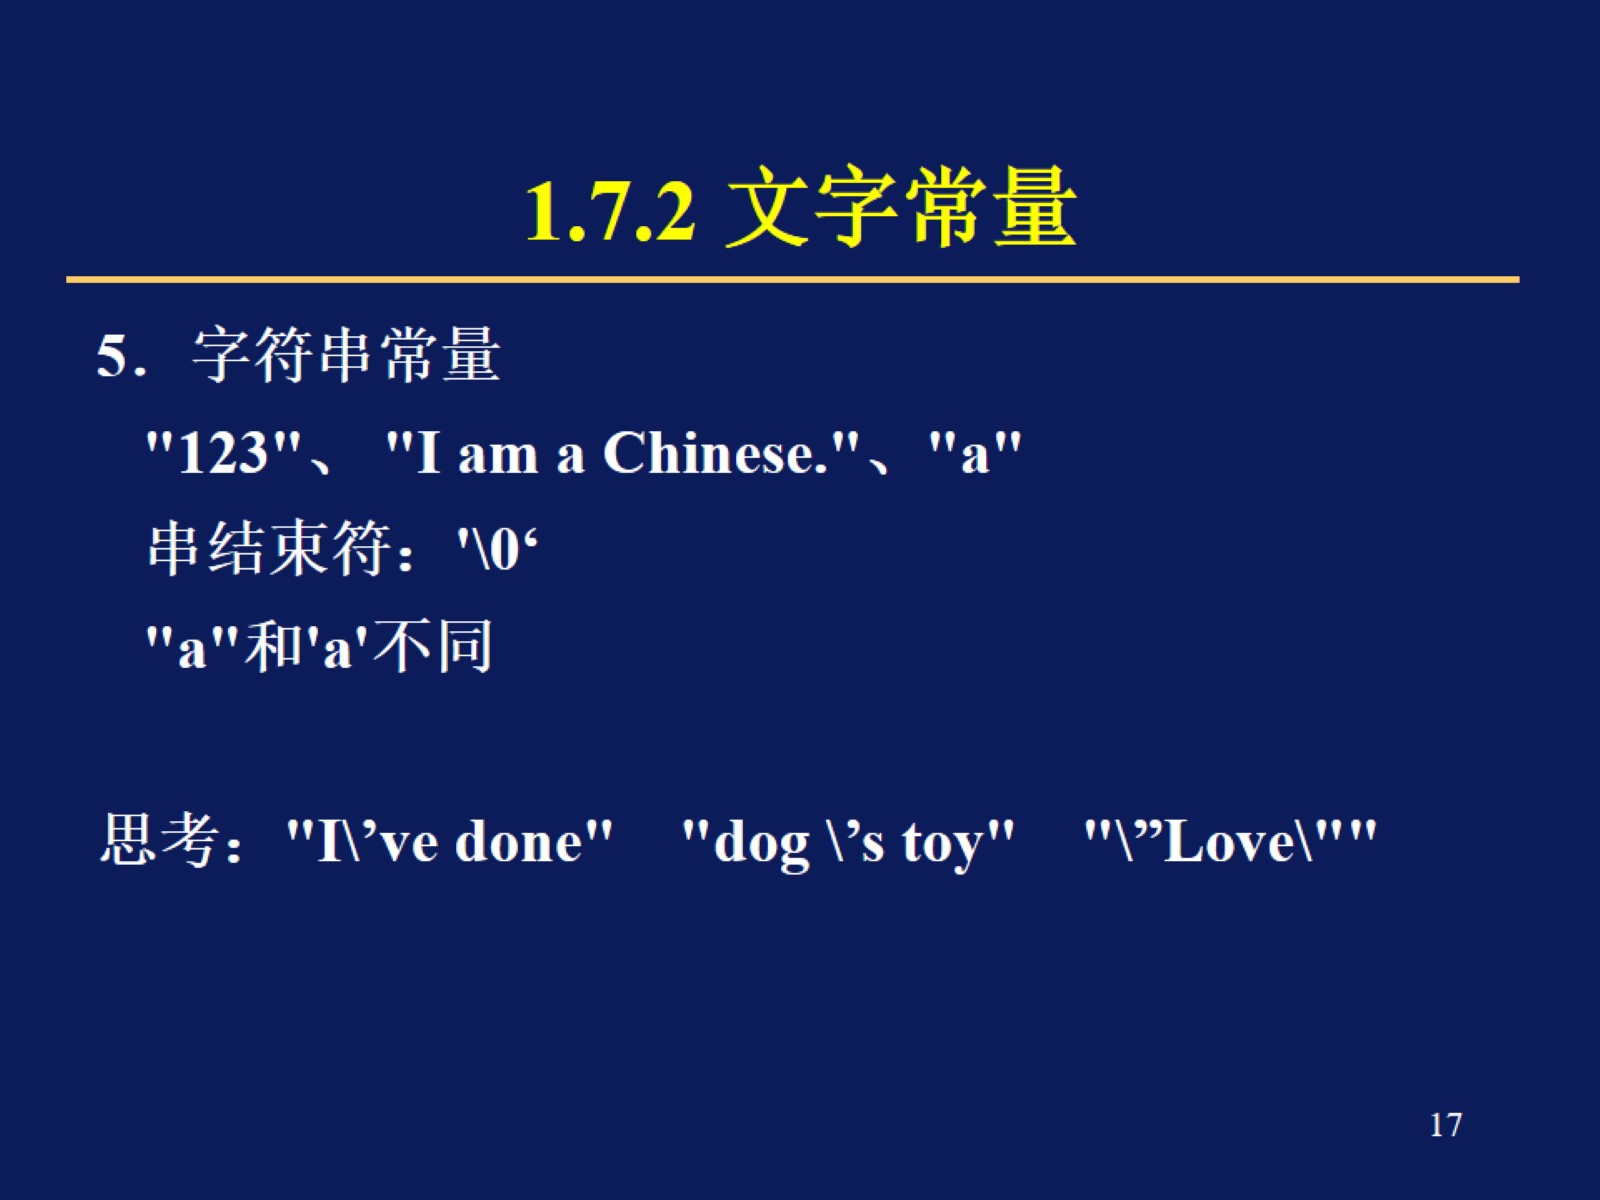 1.7.2 文字常量
5．字符串常量
"123"、 "I am a Chinese."、"a"
串结束符：'\0‘
"a"和'a'不同
思考："I\’ve done" "dog \’s toy" "\”Love\""
17